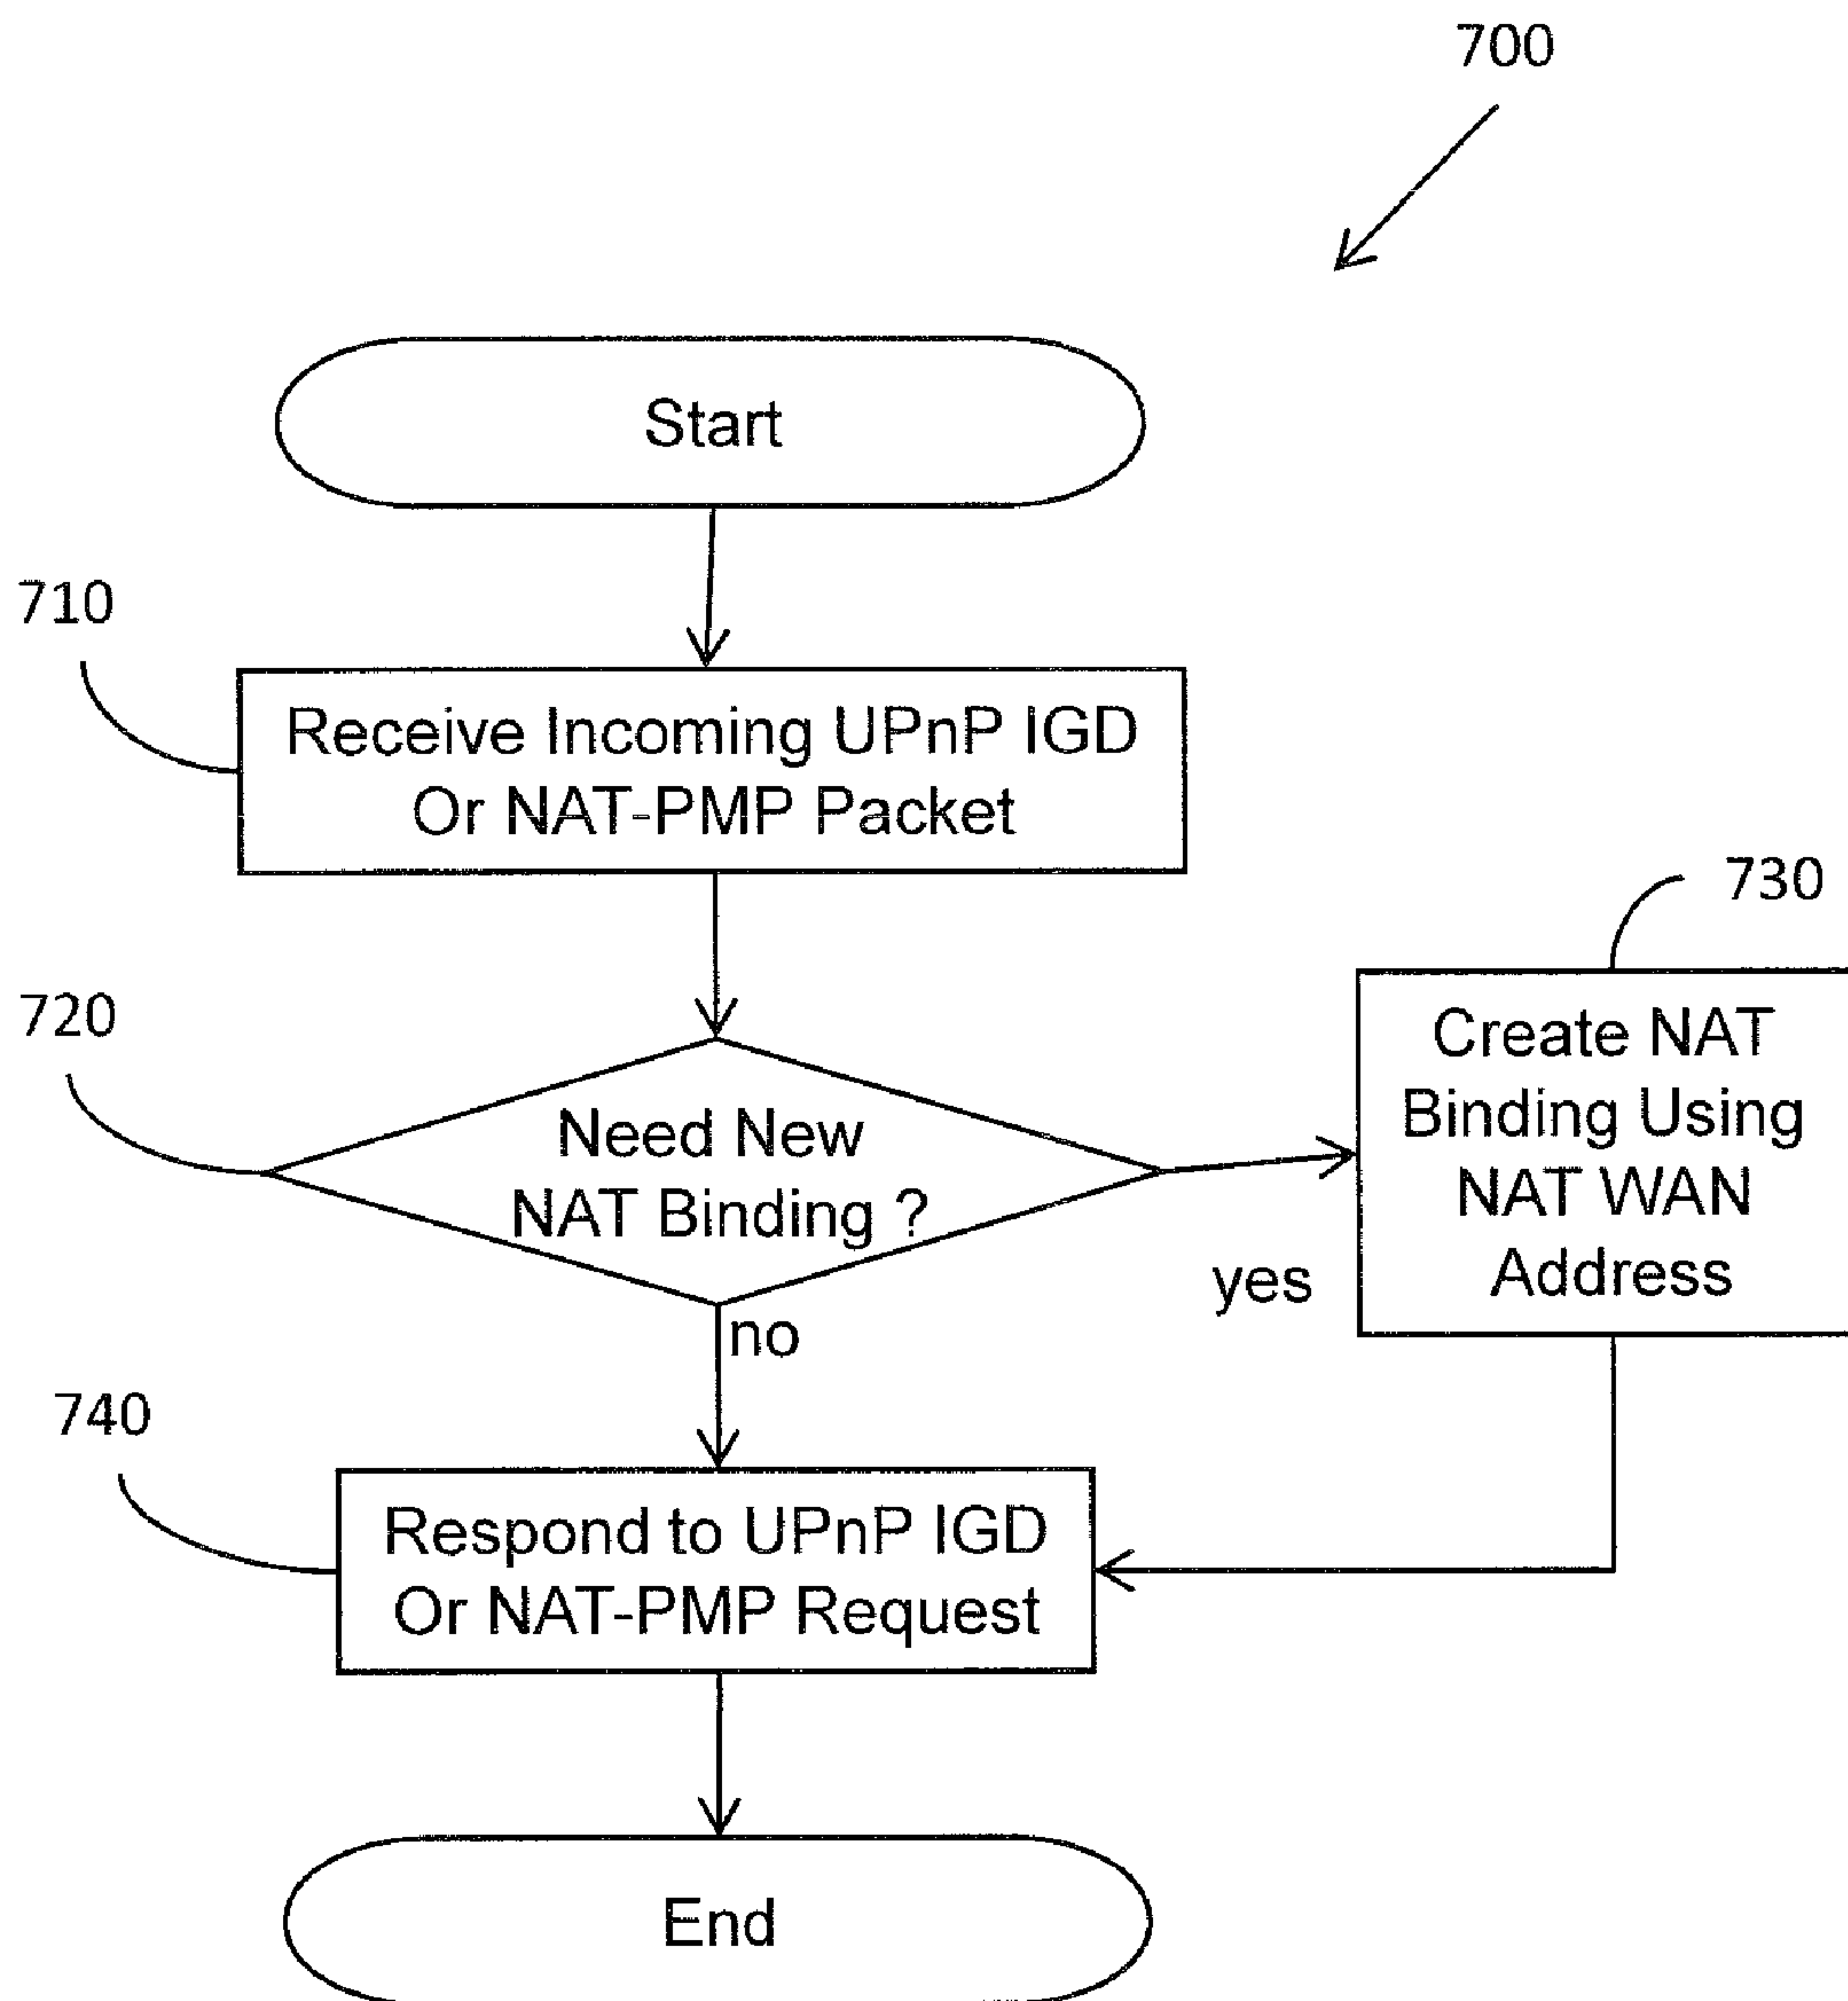 700
Start
710
Receive Incoming UPnP IGD
Or NAT-PMP Packet
730
Create NAT
Binding Using
NAT WAN
Address
720
Need New
NAT Binding ?
yes
no
740
Respond to UPnP IGD
Or NAT-PMP Request
End